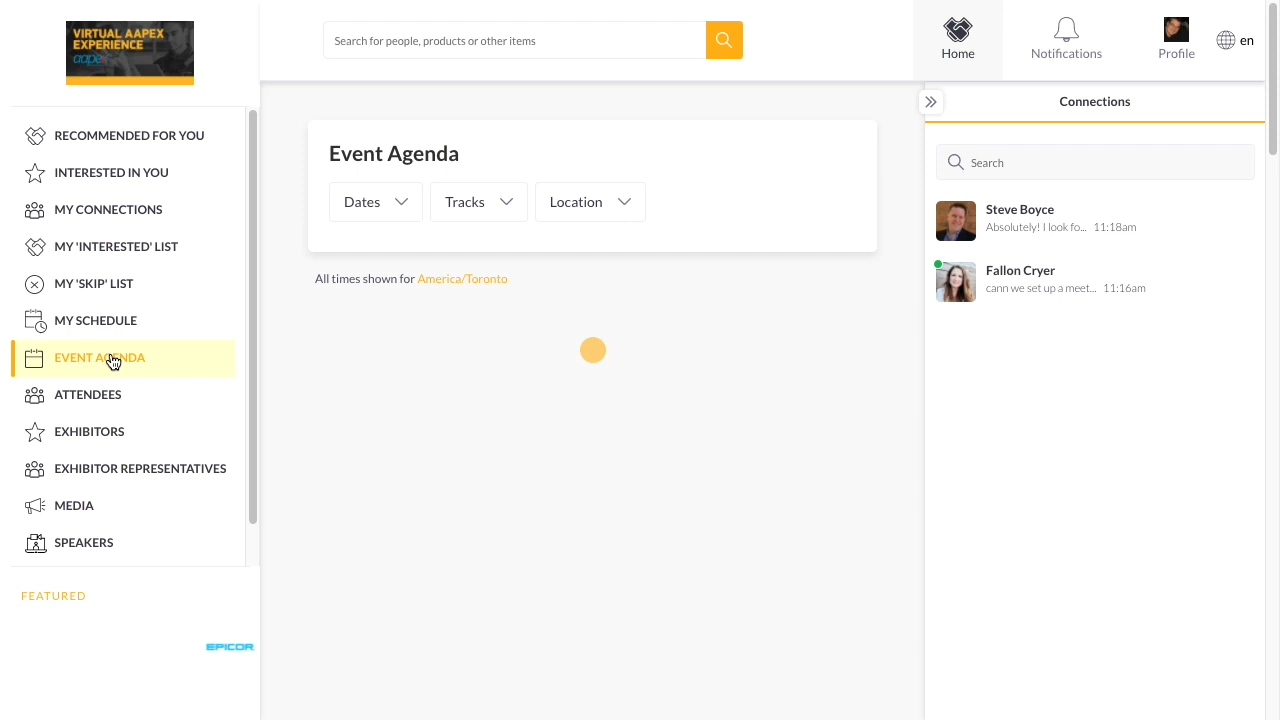 VIRTUAL AAPEX
EXPERIENCE
Search for people, products or other items
Home
Notifications
Profile
en
RECOMMENDED FOR YOU
INTERESTED IN YOU
MY CONNECTIONS
MY 'INTERESTED' LIST
MY 'SKIP' LIST
MY SCHEDULE
EVENT AGENDA
ATTENDEES
EXHIBITORS
EXHIBITOR REPRESENTATIVES
MEDIA
SPEAKERS
FEATURED
EPICOR
Event Agenda
Dates
Tracks
Location
All times shown for America/Toronto
Connections
Search
Steve Boyce
Absolutely! I look fo... 11:18am
Fallon Cryer
cann we set up a meet... 11:16am